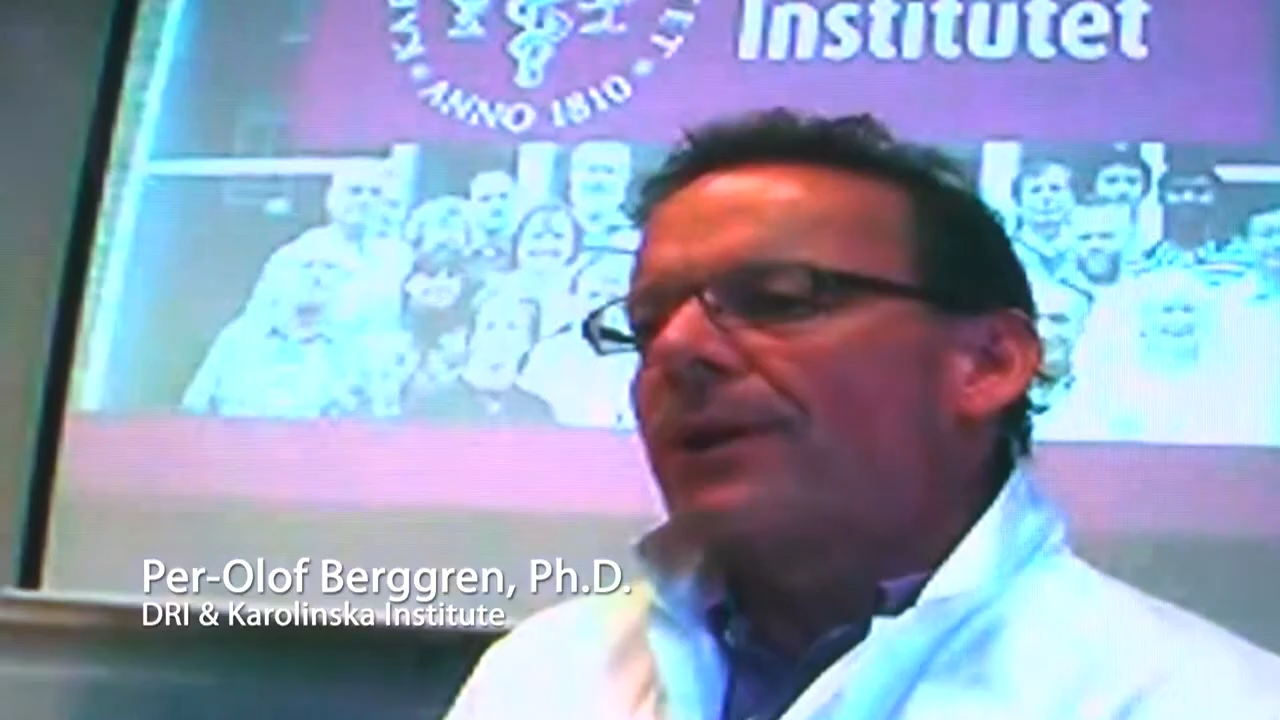 Institutet
ANNO 1810
Per-Olof Berggren, Ph.D.
DRI & Karolinska Institute